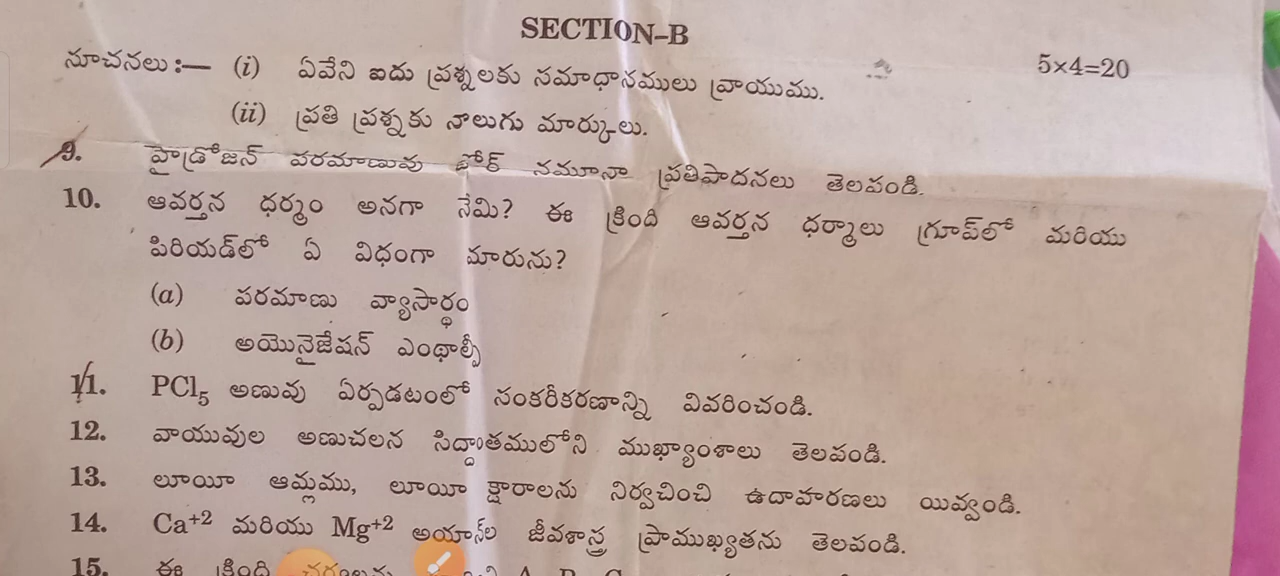 SECTION–B
సూచనలు :— (i) ఏవేని ఐదు ప్రశ్నలకు సమాధానములు వ్రాయుము. 5×4=20
(ii) ప్రతి ప్రశ్నకు నాలుగు మార్కులు.
9. హైడ్రోజన్ పరమాణువు బోర్ నమూనా ప్రతిపాదనలు తెలపండి.
10. ఆవర్తన ధర్మం అనగా నేమి? ఈ క్రింది ఆవర్తన ధర్మాలు గ్రూప్‌లో మరియు
పిరియడ్‌లో ఏ విధంగా మారును?
(a) పరమాణు వ్యాసార్థం
(b) అయొనైజేషన్ ఎంథాల్పీ
11. PCl₅ అణువు ఏర్పడటంలో సంకరీకరణాన్ని వివరించండి.
12. వాయువుల అణుచలన సిద్ధాంతములోని ముఖ్యాంశాలు తెలపండి.
13. లూయీ ఆమ్లము, లూయీ క్షారాలను నిర్వచించి ఉదాహరణలు యివ్వండి.
14. Ca⁺² మరియు Mg⁺² అయాన్‌ల జీవశాస్త్ర ప్రాముఖ్యతను తెలపండి.
15. ఈ క్రింది